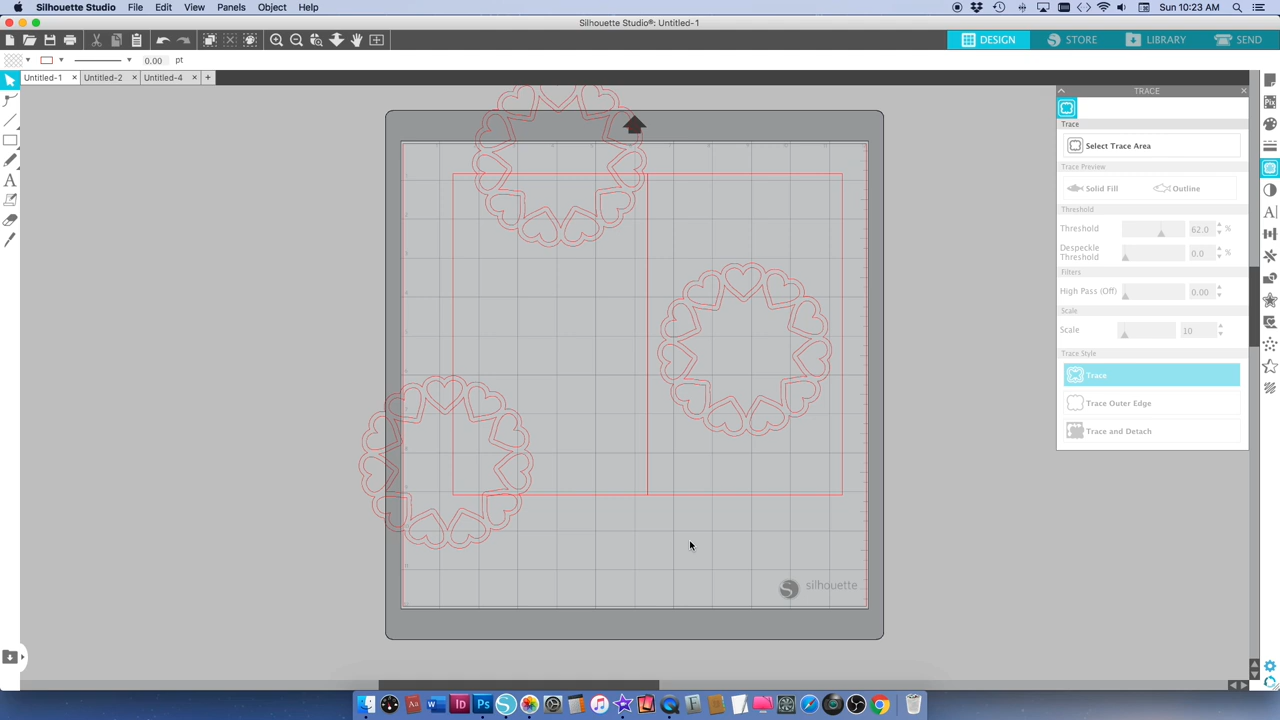 Silhouette Studio File Edit View Panels Object Help Sun 10:23 AM
Silhouette Studio®: Untitled-1
DESIGN STORE LIBRARY SEND
0.00 pt
Untitled-1 Untitled-2 Untitled-4
TRACE
Trace
Select Trace Area
Trace Preview
Solid Fill Outline
Threshold
Threshold 62.0 %
Despeckle
Threshold 0.0 %
Filters
High Pass (Off) 0.00
Scale
Scale 10
Trace Style
Trace
Trace Outer Edge
Trace and Detach
silhouette